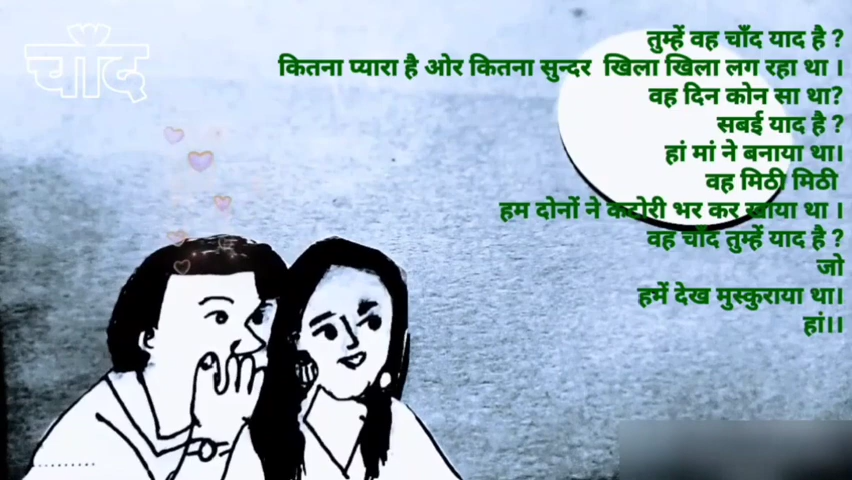 चाँद
तुम्हें वह चाँद याद है ?
कितना प्यारा है ओर कितना सुन्दर खिला खिला लग रहा था ।
वह दिन कोन सा था?
सबई याद है ?
हां मां ने बनाया था।
वह मिठी मिठी
हम दोनों ने कटोरी भर कर खाया था ।
वह चाँद तुम्हें याद है ?
जो
हमें देख मुस्कुराया था।
हां।।